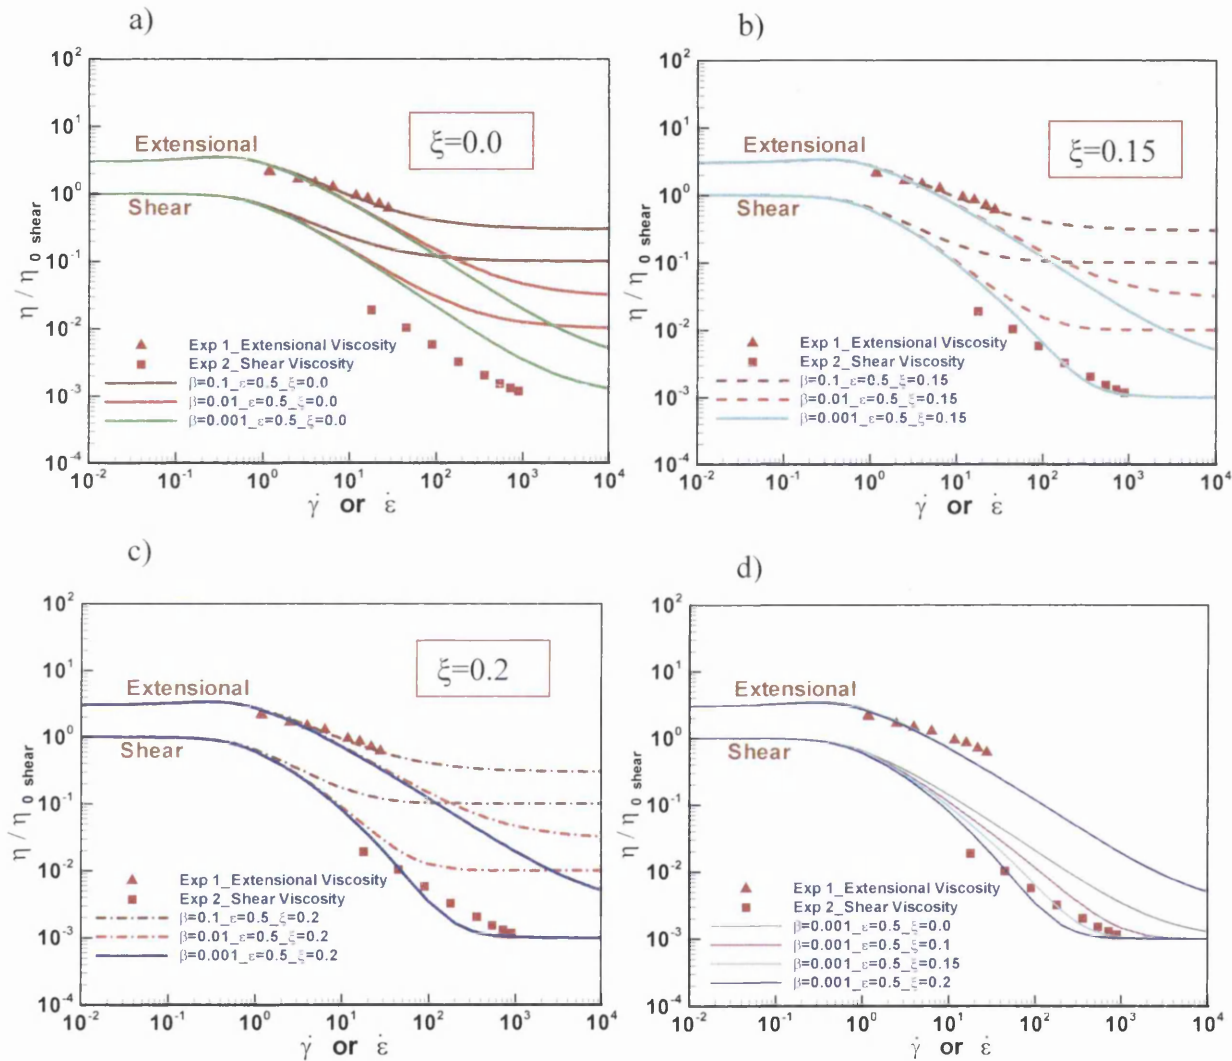 a)
10²
10¹
10⁰
10⁻¹
10⁻²
10⁻³
10⁻⁴
η / η₀ shear
Extensional
Shear
ξ=0.0
Exp 1_Extensional Viscosity
Exp 2_Shear Viscosity
β=0.1_ε=0.5_ξ=0.0
β=0.01_ε=0.5_ξ=0.0
β=0.001_ε=0.5_ξ=0.0
10⁻² 10⁻¹ 10⁰ 10¹ 10² 10³ 10⁴
γ̇ or ε̇
b)
10²
10¹
10⁰
10⁻¹
10⁻²
10⁻³
10⁻⁴
η / η₀ shear
Extensional
Shear
ξ=0.15
Exp 1_Extensional Viscosity
Exp 2_Shear Viscosity
β=0.1_ε=0.5_ξ=0.15
β=0.01_ε=0.5_ξ=0.15
β=0.001_ε=0.5_ξ=0.15
10⁻² 10⁻¹ 10⁰ 10¹ 10² 10³ 10⁴
γ̇ or ε̇
c)
10²
10¹
10⁰
10⁻¹
10⁻²
10⁻³
10⁻⁴
η / η₀ shear
Extensional
Shear
ξ=0.2
Exp 1_Extensional Viscosity
Exp 2_Shear Viscosity
β=0.1_ε=0.5_ξ=0.2
β=0.01_ε=0.5_ξ=0.2
β=0.001_ε=0.5_ξ=0.2
10⁻² 10⁻¹ 10⁰ 10¹ 10² 10³ 10⁴
γ̇ or ε̇
d)
10²
10¹
10⁰
10⁻¹
10⁻²
10⁻³
10⁻⁴
η / η₀ shear
Extensional
Shear
Exp 1_Extensional Viscosity
Exp 2_Shear Viscosity
β=0.001_ε=0.5_ξ=0.0
β=0.001_ε=0.5_ξ=0.1
β=0.001_ε=0.5_ξ=0.15
β=0.001_ε=0.5_ξ=0.2
10⁻² 10⁻¹ 10⁰ 10¹ 10² 10³ 10⁴
γ̇ or ε̇